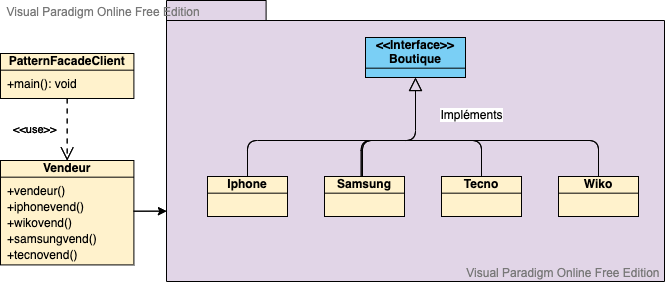 Visual Paradigm Online Free Edition
<<Interface>>
Boutique
PatternFacadeClient
+main(): void
Impléments
<<use>>
Vendeur
+vendeur()
+iphonevend()
+wikovend()
+samsungvend()
+tecnovend()
Iphone
Samsung
Tecno
Wiko
Visual Paradigm Online Free Edition